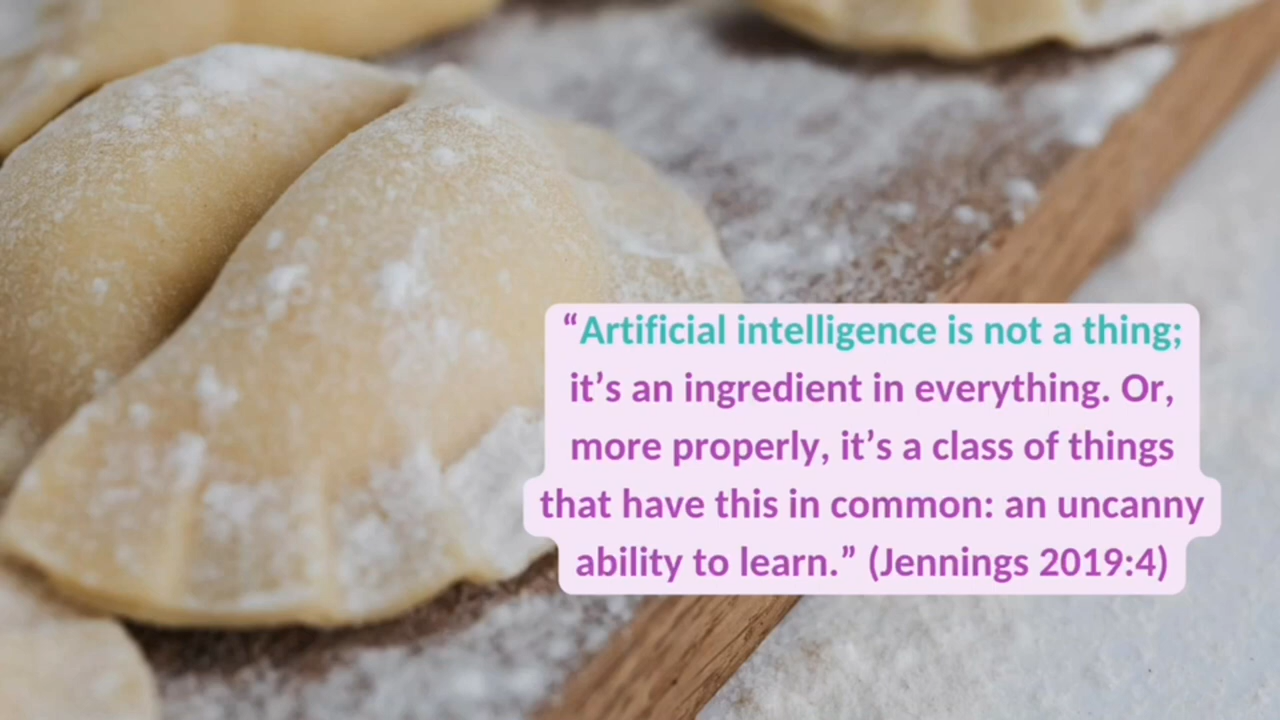 “Artificial intelligence is not a thing;
it’s an ingredient in everything. Or,
more properly, it’s a class of things
that have this in common: an uncanny
ability to learn.” (Jennings 2019:4)